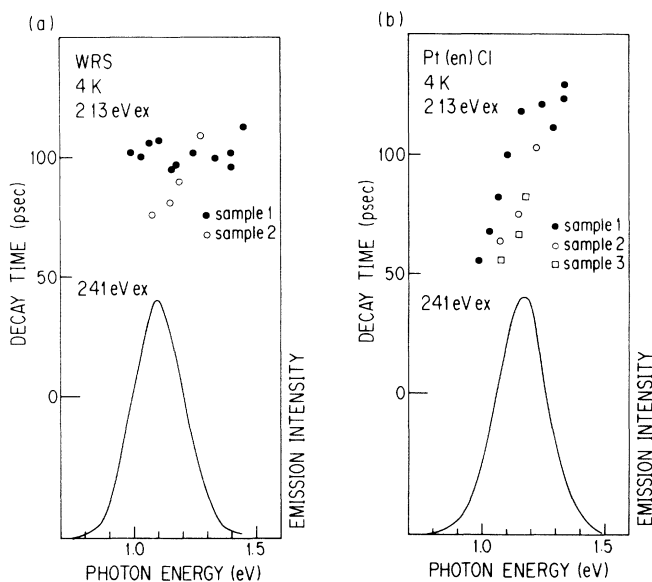 (a)
WRS
4 K
2 13 eV ex
100
50
0
DECAY TIME (psec)
● sample 1
○ sample 2
2 41 eV ex
EMISSION INTENSITY
1.0
1.5
PHOTON ENERGY (eV)
(b)
Pt (en) Cl
4 K
2 13 eV ex
100
50
0
DECAY TIME (psec)
● sample 1
○ sample 2
□ sample 3
2 41 eV ex
EMISSION INTENSITY
1.0
1.5
PHOTON ENERGY (eV)